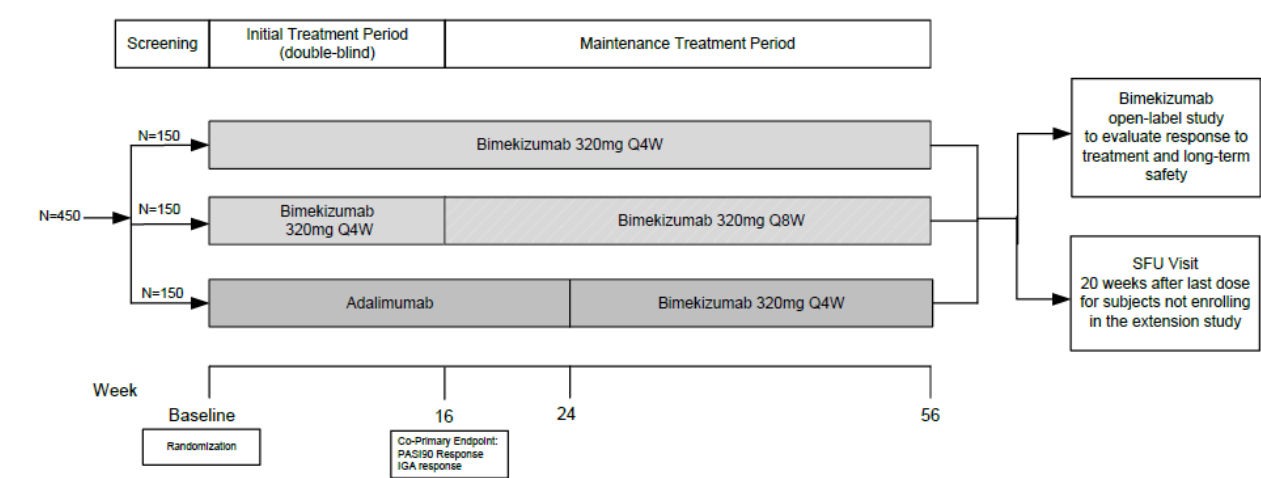 Screening
Initial Treatment Period
(double-blind)
Maintenance Treatment Period
N=450
N=150
Bimekizumab 320mg Q4W
N=150
Bimekizumab
320mg Q4W
Bimekizumab 320mg Q8W
N=150
Adalimumab
Bimekizumab 320mg Q4W
Bimekizumab
open-label study
to evaluate response to
treatment and long-term
safety
SFU Visit
20 weeks after last dose
for subjects not enrolling
in the extension study
Week
Baseline
16
24
56
Randomization
Co-Primary Endpoint:
PASI90 Response
IGA response